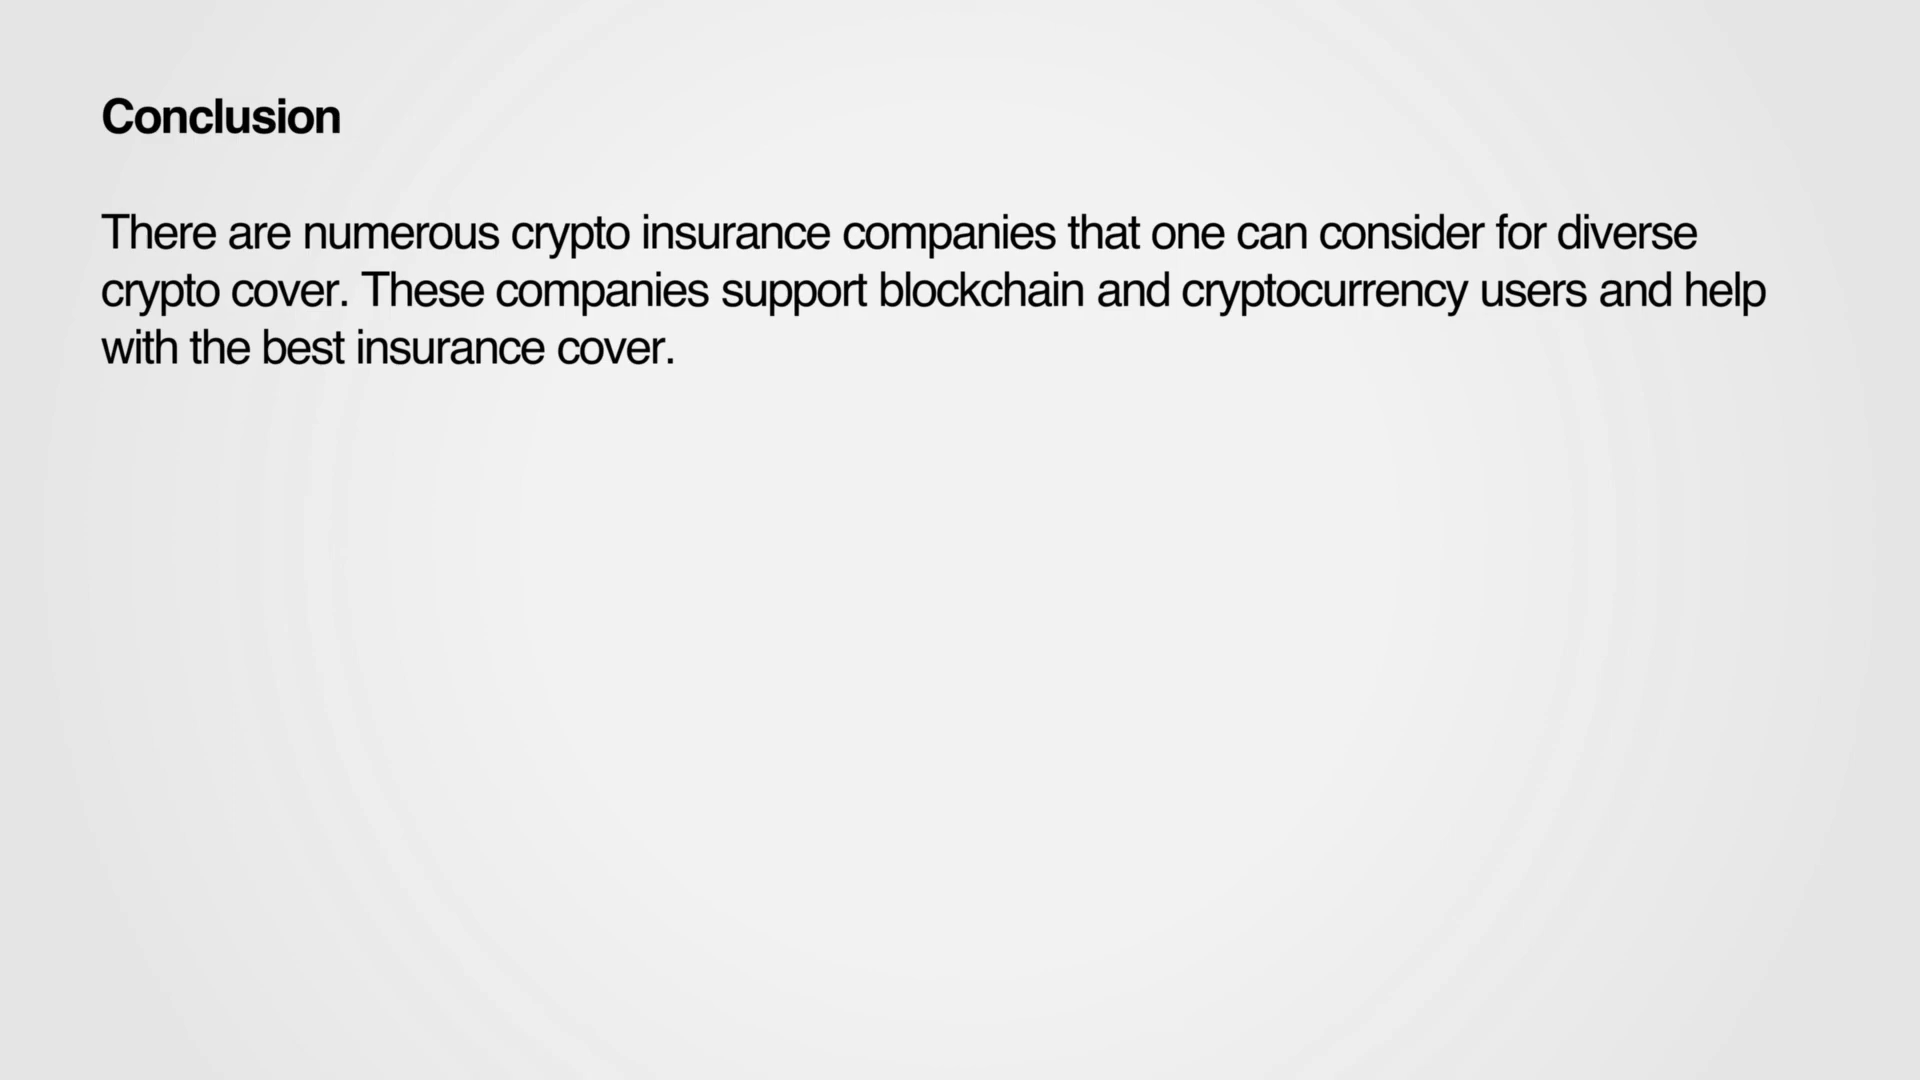 Conclusion
There are numerous crypto insurance companies that one can consider for diverse
crypto cover. These companies support blockchain and cryptocurrency users and help
with the best insurance cover.